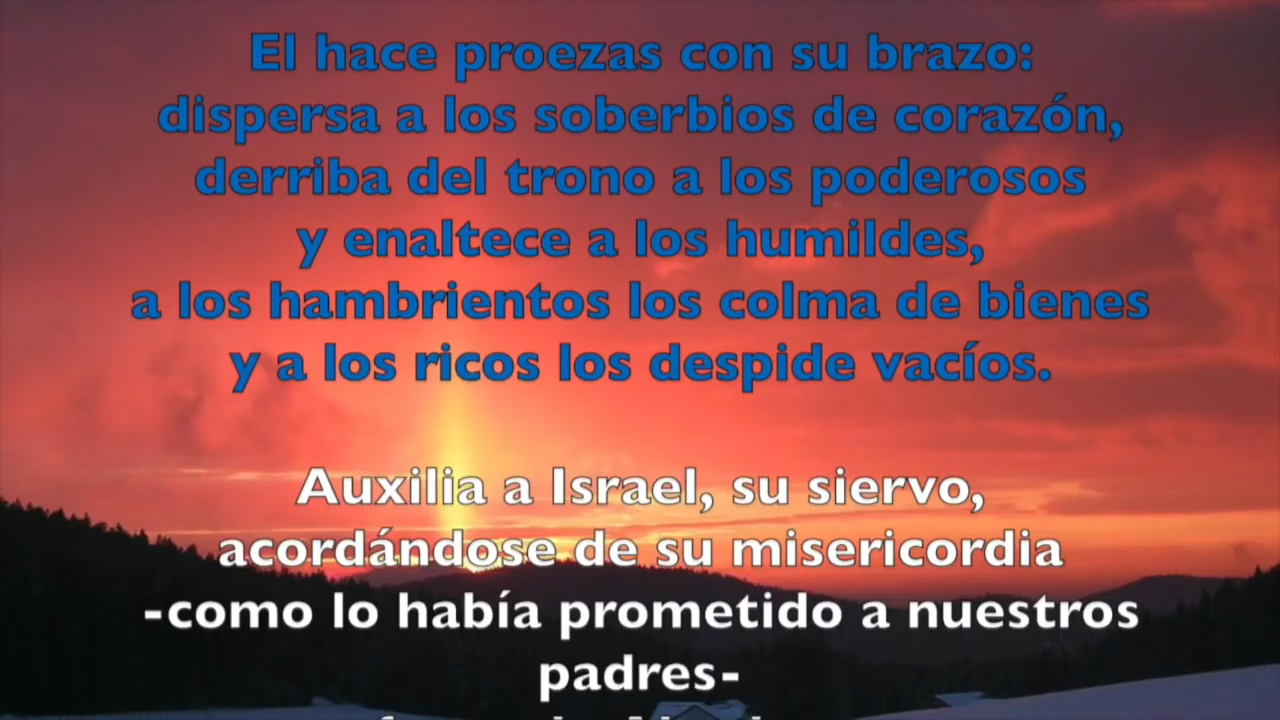 El hace proezas con su brazo:
dispersa a los soberbios de corazón,
derriba del trono a los poderosos
y enaltece a los humildes,
a los hambrientos los colma de bienes
y a los ricos los despide vacíos.
Auxilia a Israel, su siervo,
acordándose de su misericordia
-como lo había prometido a nuestros
padres-